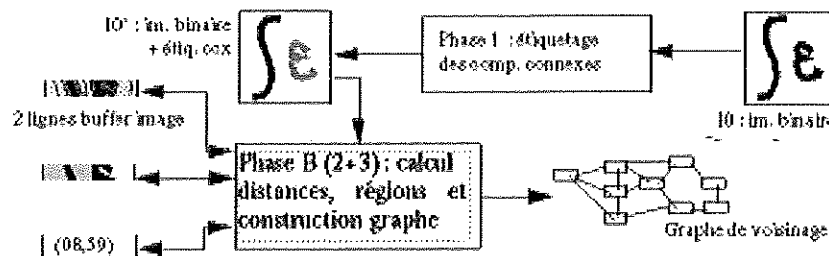 I0' : im. binaire
+ étiq. ccx
Phase 1 : étiquetage
des comp. connexes
I0 : im. binaire
2 lignes buffer image
Phase B (2+3) : calcul
distances, régions et
construction graphe
(08,59)
Graphe de voisinage